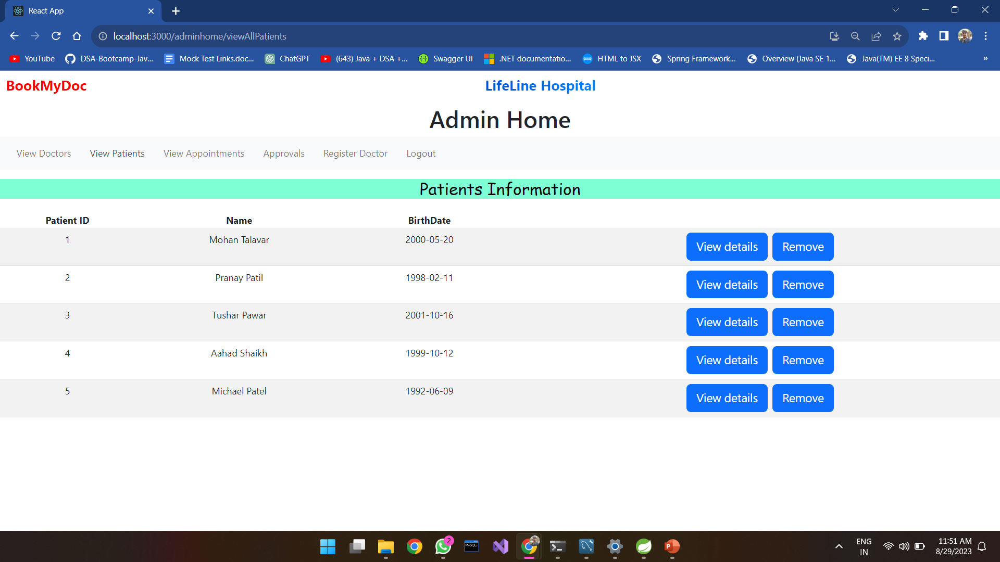 React App
localhost:3000/adminhome/viewAllPatients
YouTube DSA-Bootcamp-Jav... Mock Test Links.doc... ChatGPT (643) Java + DSA +... Swagger UI .NET documentatio... HTML to JSX Spring Framework... Overview (Java SE 1... Java(TM) EE 8 Speci... »
BookMyDoc LifeLine Hospital
Admin Home
View Doctors View Patients View Appointments Approvals Register Doctor Logout
Patients Information
Patient ID Name BirthDate
1 Mohan Talavar 2000-05-20 View details Remove
2 Pranay Patil 1998-02-11 View details Remove
3 Tushar Pawar 2001-10-16 View details Remove
4 Aahad Shaikh 1999-10-12 View details Remove
5 Michael Patel 1992-06-09 View details Remove
2
MySQL
P
ENG
IN
11:51 AM
8/29/2023